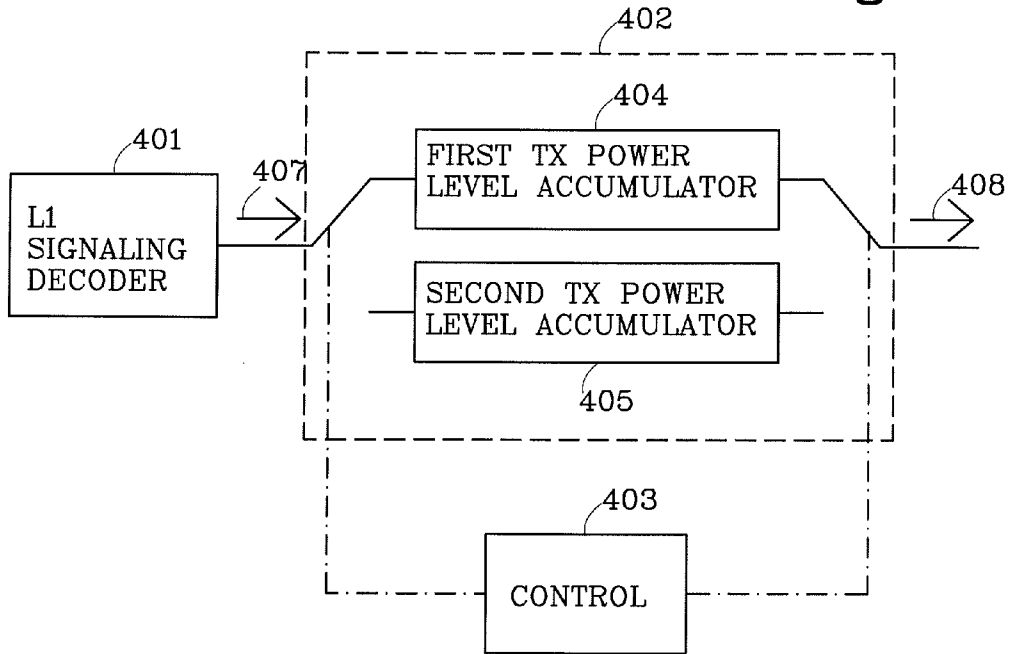 402
404
401
407
FIRST TX POWER
LEVEL ACCUMULATOR
408
L1
SIGNALING
DECODER
SECOND TX POWER
LEVEL ACCUMULATOR
405
403
CONTROL